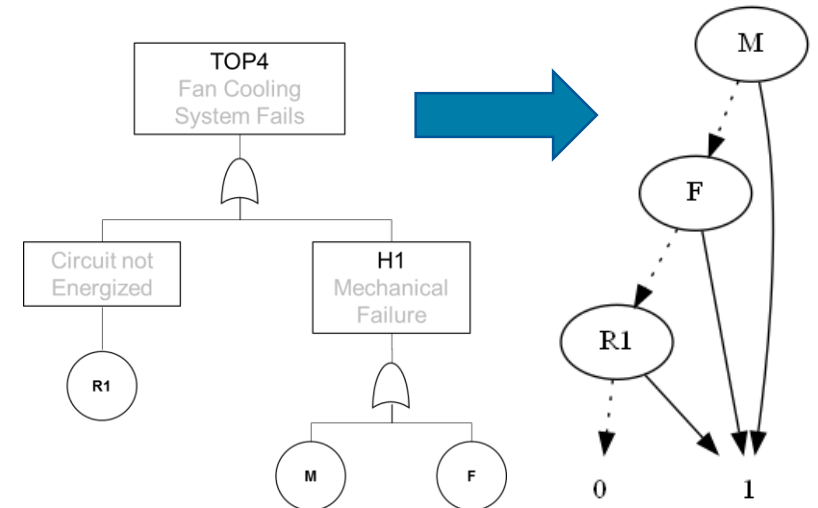 TOP4
Fan Cooling
System Fails
Circuit not
Energized
H1
Mechanical
Failure
R1
M
F
M
F
R1
0
1